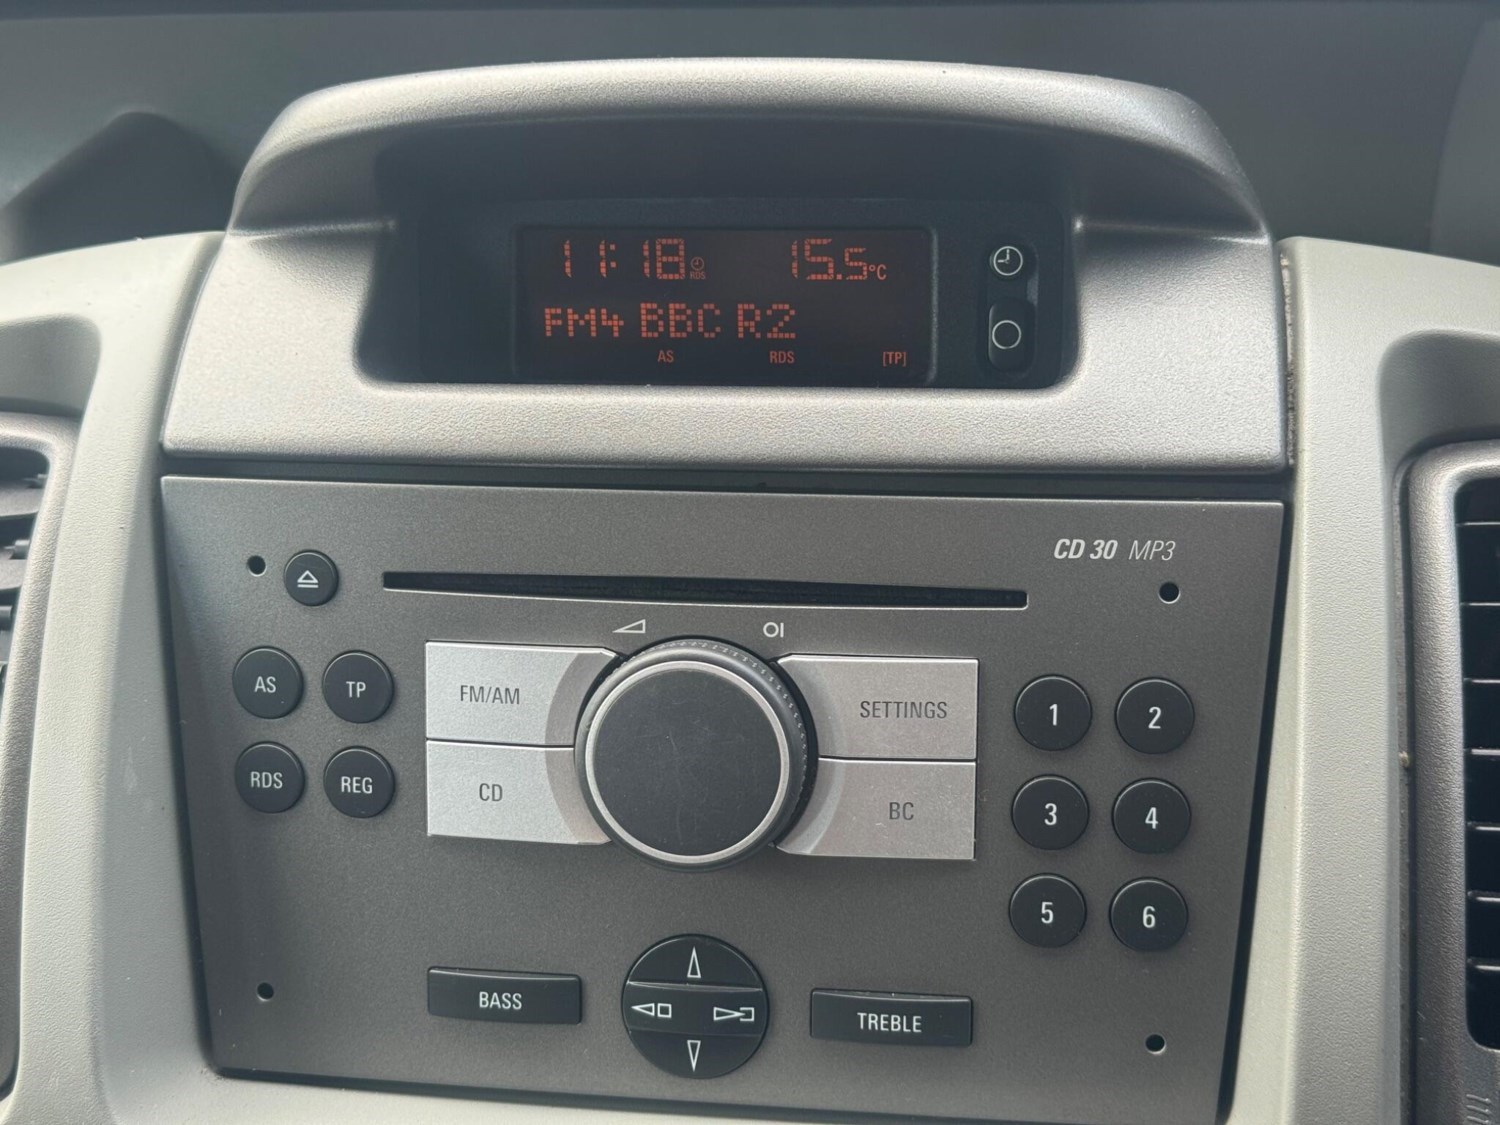 11:18 RDS 15.5°C
FM4 BBC R2
AS RDS [TP]
CD 30 MP3
AS TP FM/AM SETTINGS 1 2
RDS REG CD BC 3 4
5 6
BASS TREBLE